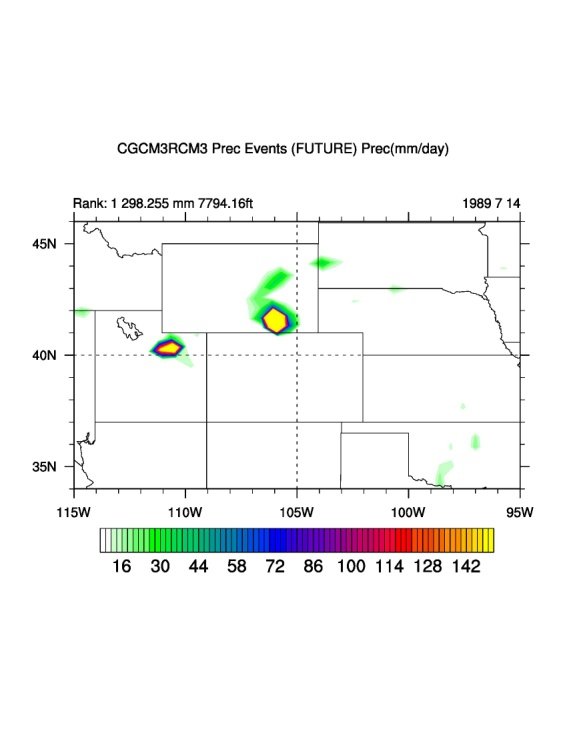 CGCM3RCM3 Prec Events (FUTURE) Prec(mm/day)
Rank: 1 298.255 mm 7794.16ft 1989 7 14
45N
40N
35N
115W 110W 105W 100W 95W
16 30 44 58 72 86 100 114 128 142